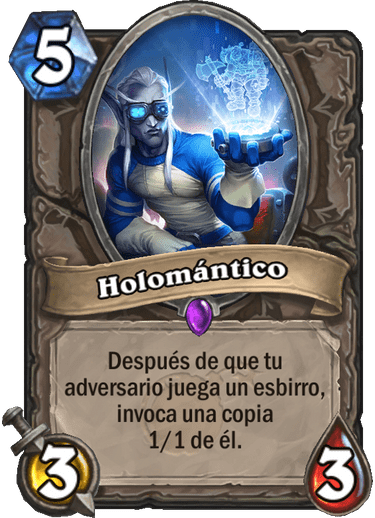 5
Holomántico
Después de que tu
adversario juega un esbirro,
invoca una copia
1/1 de él.
3
3